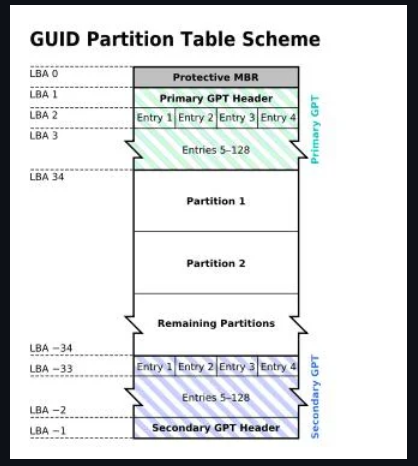 GUID Partition Table Scheme
LBA 0
Protective MBR
LBA 1
Primary GPT Header
LBA 2
Entry 1 Entry 2 Entry 3 Entry 4
LBA 3
Entries 5–128
Primary GPT
LBA 34
Partition 1
Partition 2
Remaining Partitions
LBA −34
LBA −33
Entry 1 Entry 2 Entry 3 Entry 4
Entries 5–128
LBA −2
LBA −1
Secondary GPT Header
Secondary GPT